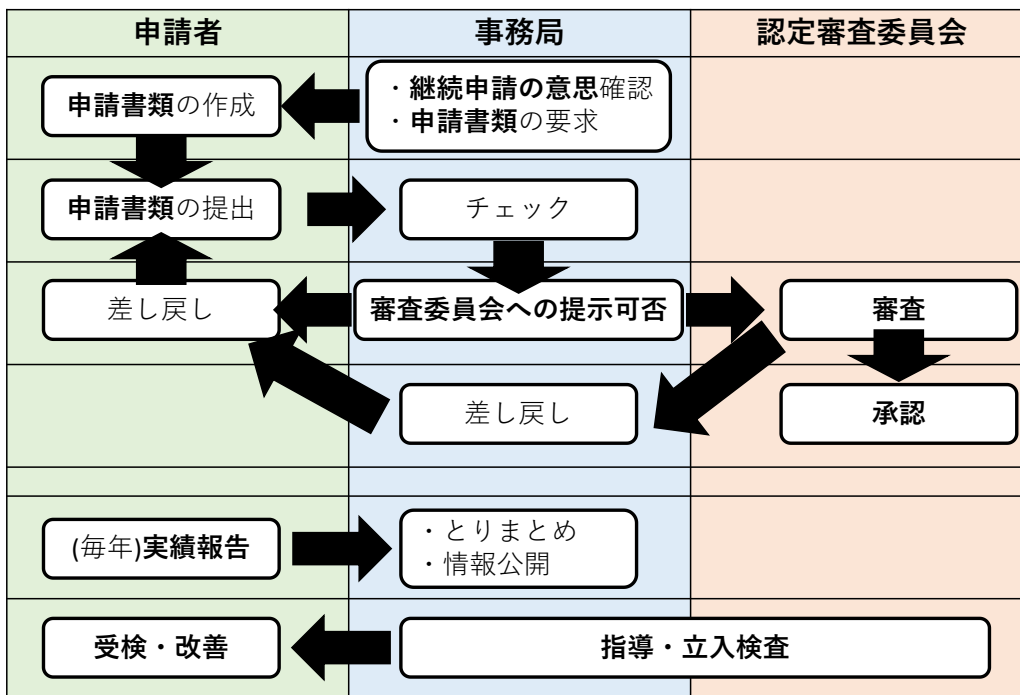 申請者
事務局
認定審査委員会
申請書類の作成
・継続申請の意思確認
・申請書類の要求
申請書類の提出
チェック
差し戻し
審査委員会への提示可否
審査
差し戻し
承認
(毎年)実績報告
・とりまとめ
・情報公開
受検・改善
指導・立入検査